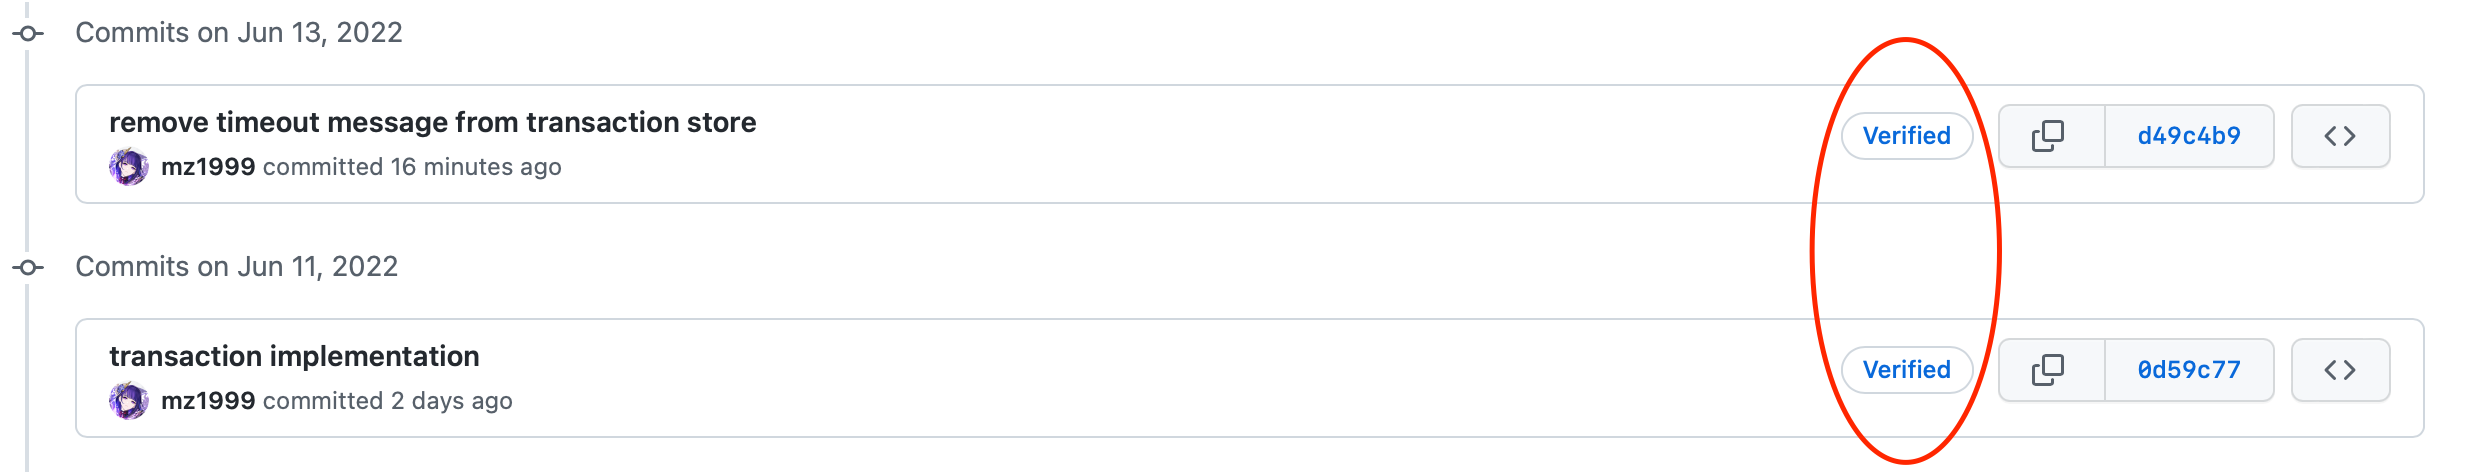 Commits on Jun 13, 2022
remove timeout message from transaction store
Verified
d49c4b9
mz1999 committed 16 minutes ago
Commits on Jun 11, 2022
transaction implementation
Verified
0d59c77
mz1999 committed 2 days ago